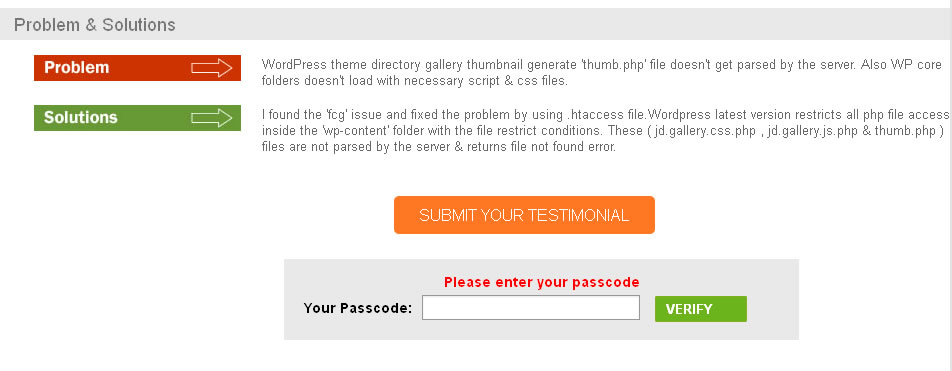 Problem & Solutions
Problem
WordPress theme directory gallery thumbnail generate 'thumb.php' file doesn't get parsed by the server. Also WP core
folders doesn't load with necessary script & css files.
Solutions
I found the 'fcg' issue and fixed the problem by using .htaccess file.Wordpress latest version restricts all php file access
inside the 'wp-content' folder with the file restrict conditions. These ( jd.gallery.css.php , jd.gallery.js.php & thumb.php )
files are not parsed by the server & returns file not found error.
SUBMIT YOUR TESTIMONIAL
Please enter your passcode
Your Passcode:
VERIFY